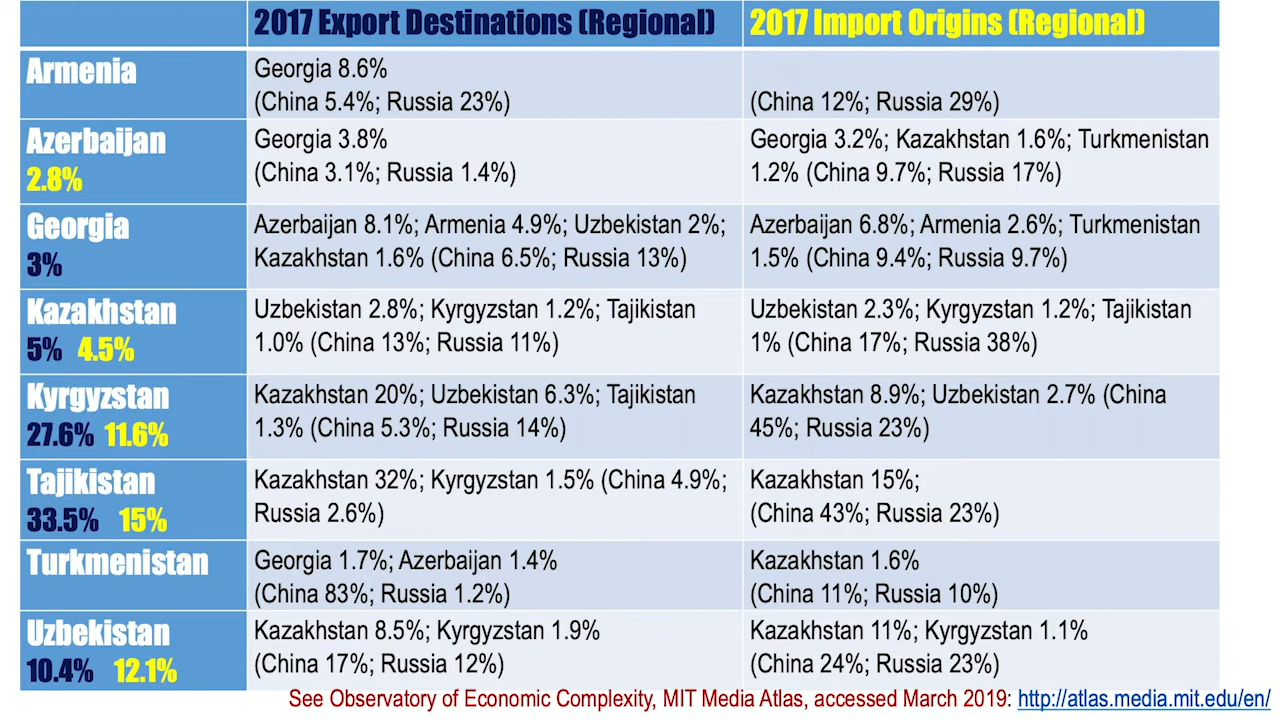 2017 Export Destinations (Regional)
2017 Import Origins (Regional)
Armenia
Georgia 8.6%
(China 5.4%; Russia 23%)
(China 12%; Russia 29%)
Azerbaijan
2.8%
Georgia 3.8%
(China 3.1%; Russia 1.4%)
Georgia 3.2%; Kazakhstan 1.6%; Turkmenistan
1.2% (China 9.7%; Russia 17%)
Georgia
3%
Azerbaijan 8.1%; Armenia 4.9%; Uzbekistan 2%;
Kazakhstan 1.6% (China 6.5%; Russia 13%)
Azerbaijan 6.8%; Armenia 2.6%; Turkmenistan
1.5% (China 9.4%; Russia 9.7%)
Kazakhstan
5% 4.5%
Uzbekistan 2.8%; Kyrgyzstan 1.2%; Tajikistan
1.0% (China 13%; Russia 11%)
Uzbekistan 2.3%; Kyrgyzstan 1.2%; Tajikistan
1% (China 17%; Russia 38%)
Kyrgyzstan
27.6% 11.6%
Kazakhstan 20%; Uzbekistan 6.3%; Tajikistan
1.3% (China 5.3%; Russia 14%)
Kazakhstan 8.9%; Uzbekistan 2.7% (China
45%; Russia 23%)
Tajikistan
33.5% 15%
Kazakhstan 32%; Kyrgyzstan 1.5% (China 4.9%;
Russia 2.6%)
Kazakhstan 15%;
(China 43%; Russia 23%)
Turkmenistan
Georgia 1.7%; Azerbaijan 1.4%
(China 83%; Russia 1.2%)
Kazakhstan 1.6%
(China 11%; Russia 10%)
Uzbekistan
10.4% 12.1%
Kazakhstan 8.5%; Kyrgyzstan 1.9%
(China 17%; Russia 12%)
Kazakhstan 11%; Kyrgyzstan 1.1%
(China 24%; Russia 23%)
See Observatory of Economic Complexity, MIT Media Atlas, accessed March 2019: http://atlas.media.mit.edu/en/